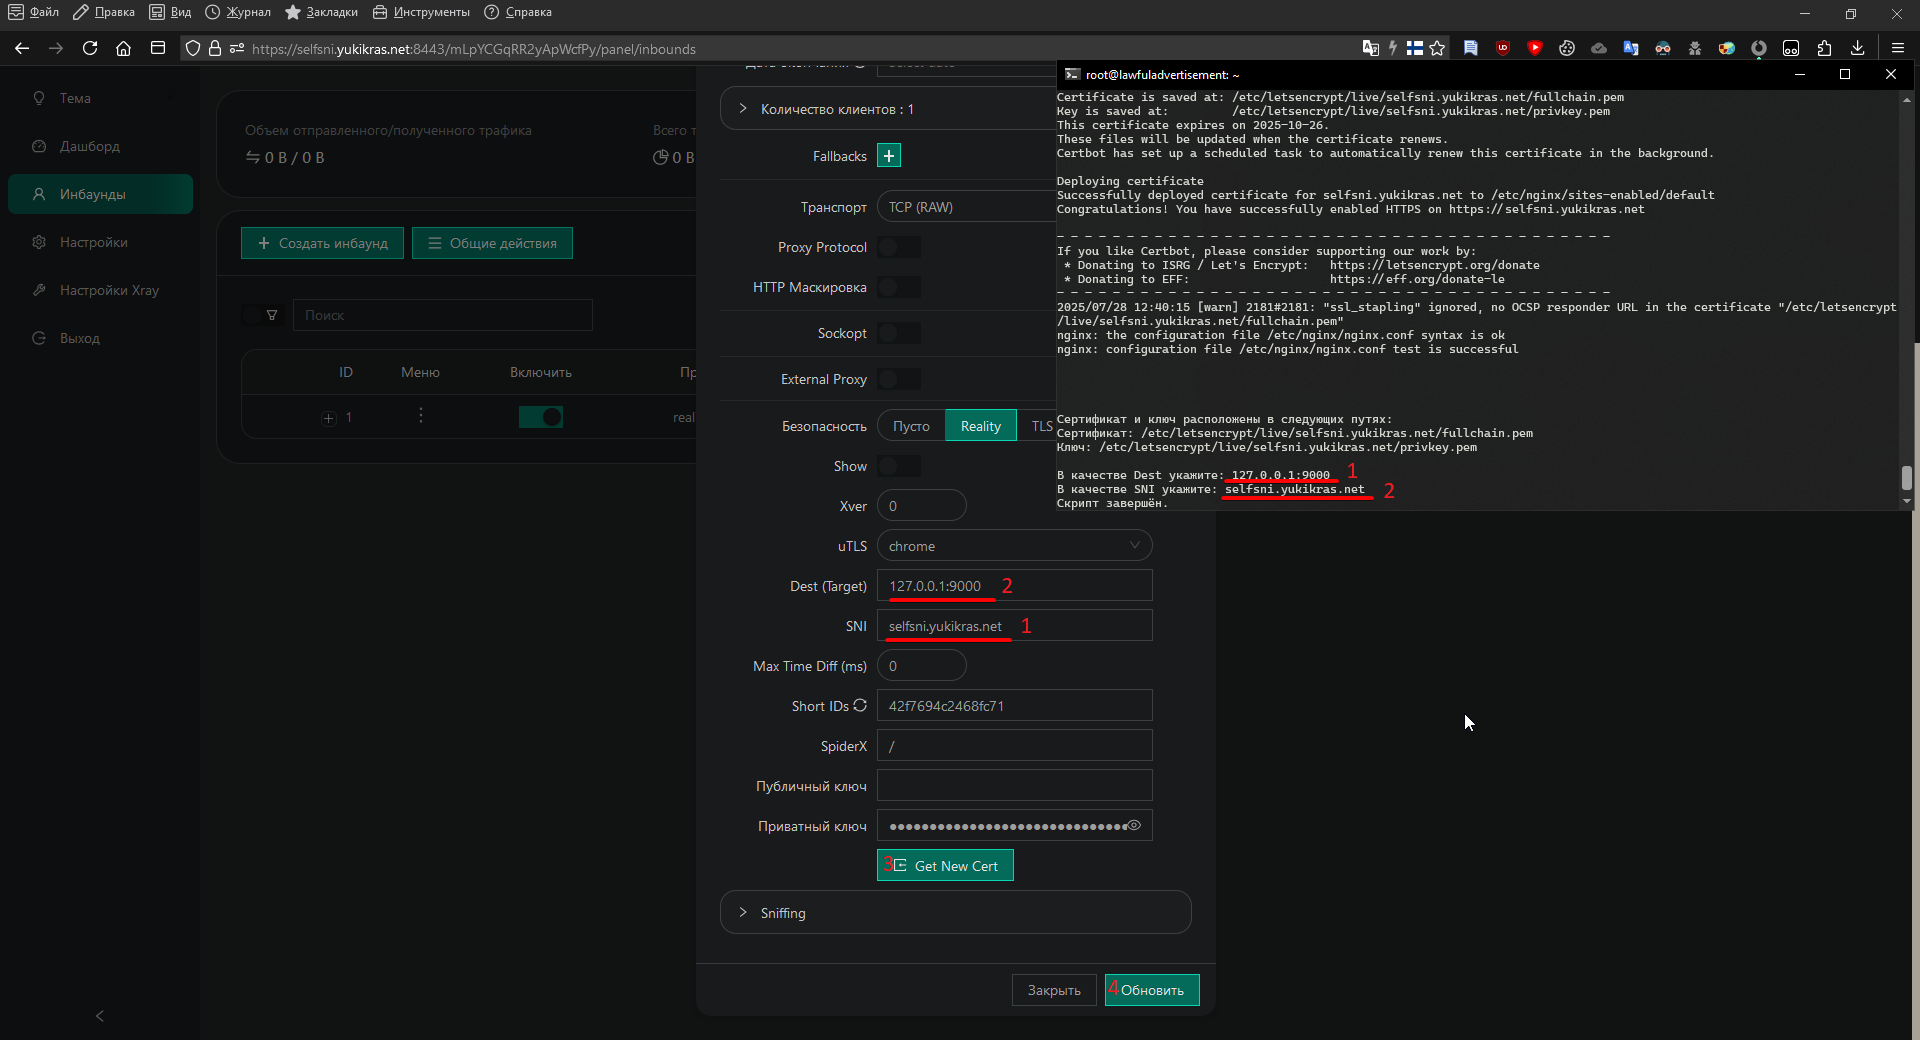 Файл Правка Вид Журнал Закладки Инструменты Справка
https://selfsni.yukikras.net:8443/mLpYCGqRR2yApWcfPy/panel/inbounds
Тема
Дашборд
Инбаунды
Настройки
Настройки Xray
Выход
Объем отправленного/полученного трафика
0 B / 0 B
Всего т
0 B
Создать инбаунд
Общие действия
Поиск
ID Меню Включить Пр
1 real
Количество клиентов : 1
Fallbacks
Транспорт TCP (RAW)
Proxy Protocol
HTTP Маскировка
Sockopt
External Proxy
Безопасность Пусто Reality TLS
Show
Xver 0
uTLS chrome
Dest (Target) 127.0.0.1:9000 2
SNI selfsni.yukikras.net 1
Max Time Diff (ms) 0
Short IDs 42f7694c2468fc71
SpiderX /
Публичный ключ
Приватный ключ
3 Get New Cert
Sniffing
Закрыть 4 Обновить
root@lawfuladvertisement: ~
Certificate is saved at: /etc/letsencrypt/live/selfsni.yukikras.net/fullchain.pem
Key is saved at: /etc/letsencrypt/live/selfsni.yukikras.net/privkey.pem
This certificate expires on 2025-10-26.
These files will be updated when the certificate renews.
Certbot has set up a scheduled task to automatically renew this certificate in the background.
Deploying certificate
Successfully deployed certificate for selfsni.yukikras.net to /etc/nginx/sites-enabled/default
Congratulations! You have successfully enabled HTTPS on https://selfsni.yukikras.net
- - - - - - - - - - - - - - - - - - - - - - - - - - - - - - - - - - - - - - - -
If you like Certbot, please consider supporting our work by:
* Donating to ISRG / Let's Encrypt: https://letsencrypt.org/donate
* Donating to EFF: https://eff.org/donate-le
- - - - - - - - - - - - - - - - - - - - - - - - - - - - - - - - - - - - - - - -
2025/07/28 12:40:15 [warn] 2181#2181: "ssl_stapling" ignored, no OCSP responder URL in the certificate "/etc/letsencrypt
/live/selfsni.yukikras.net/fullchain.pem"
nginx: the configuration file /etc/nginx/nginx.conf syntax is ok
nginx: configuration file /etc/nginx/nginx.conf test is successful
Сертификат и ключ расположены в следующих путях:
Сертификат: /etc/letsencrypt/live/selfsni.yukikras.net/fullchain.pem
Ключ: /etc/letsencrypt/live/selfsni.yukikras.net/privkey.pem
В качестве Dest укажите: 127.0.0.1:9000 1
В качестве SNI укажите: selfsni.yukikras.net 2
Скрипт завершён.